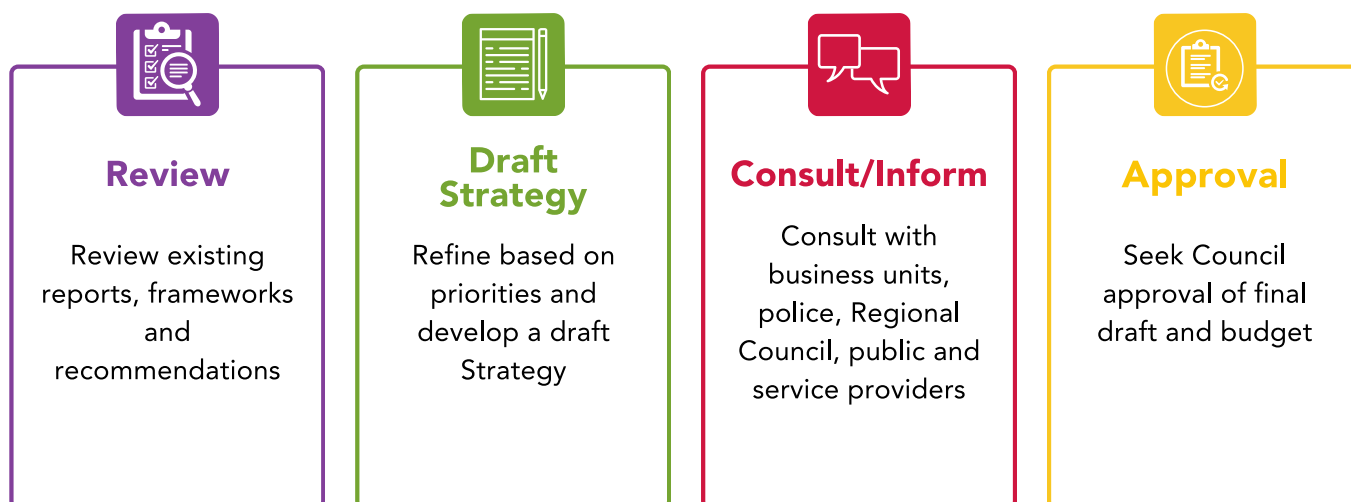 Review
Review existing
reports, frameworks
and
recommendations
Draft
Strategy
Refine based on
priorities and
develop a draft
Strategy
Consult/Inform
Consult with
business units,
police, Regional
Council, public and
service providers
Approval
Seek Council
approval of final
draft and budget